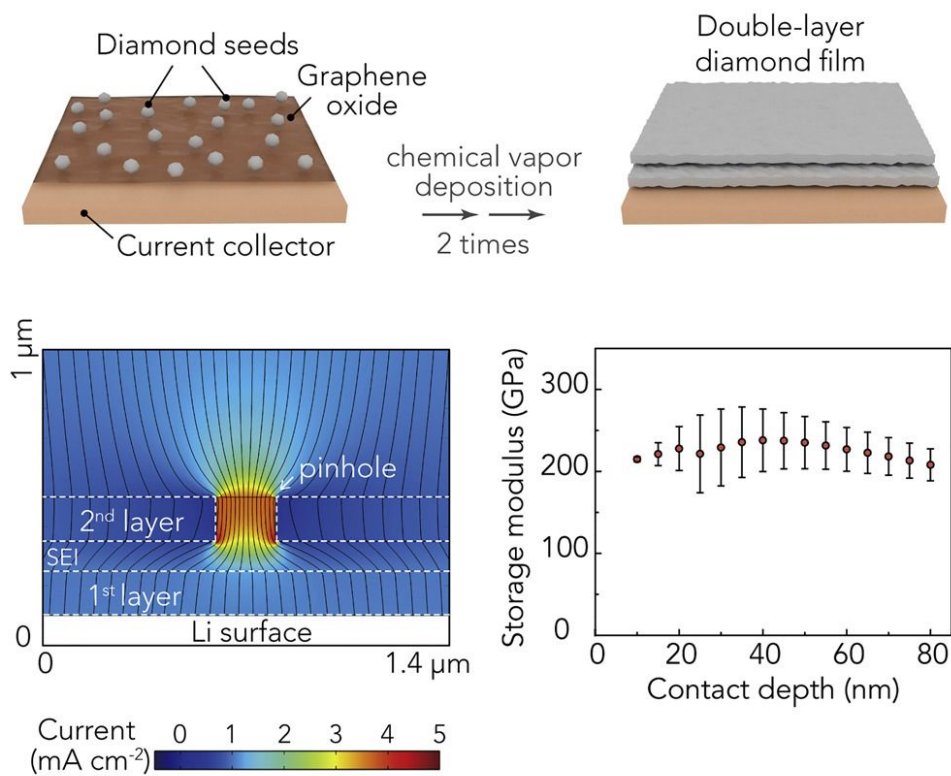 Diamond seeds
Graphene
oxide
Current collector
chemical vapor
deposition
2 times
Double-layer
diamond film
1 µm
pinhole
2nd layer
SEI
1st layer
Li surface
0
0
1.4 µm
Current
(mA cm-2)
0 1 2 3 4 5
Storage modulus (GPa)
300
200
100
0
0 20 40 60 80
Contact depth (nm)